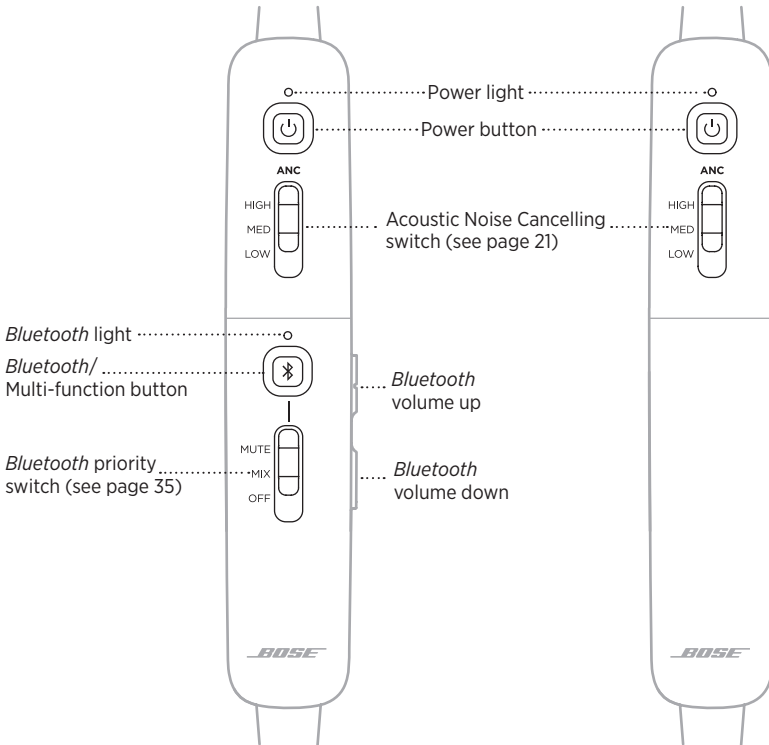 Power light
Power button
ANC
ANC
HIGH
HIGH
Acoustic Noise Cancelling
switch (see page 21)
MED
MED
LOW
LOW
Bluetooth light
Bluetooth/
Multi-function button
Bluetooth
volume up
MUTE
Bluetooth priority
switch (see page 35)
MIX
Bluetooth
volume down
OFF
BOSE
BOSE